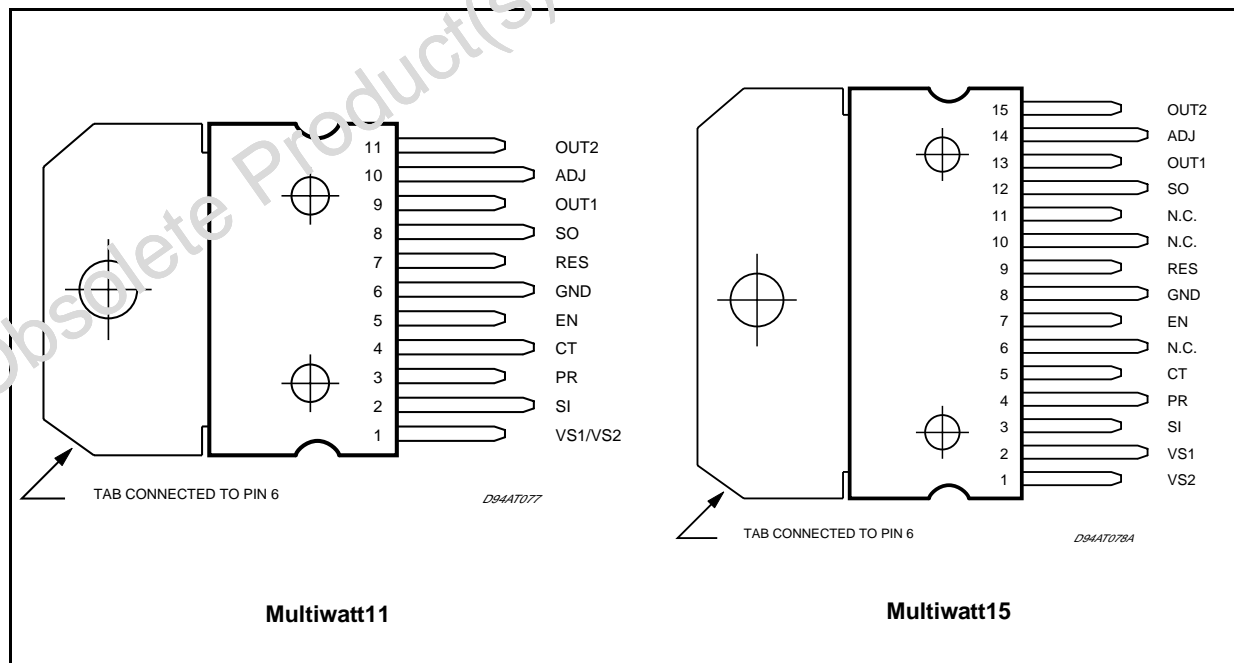 Obsolete Product(s)
11 OUT2
10 ADJ
9 OUT1
8 SO
7 RES
6 GND
5 EN
4 CT
3 PR
2 SI
1 VS1/VS2
TAB CONNECTED TO PIN 6
D94AT077
Multiwatt11
15 OUT2
14 ADJ
13 OUT1
12 SO
11 N.C.
10 N.C.
9 RES
8 GND
7 EN
6 N.C.
5 CT
4 PR
3 SI
2 VS1
1 VS2
TAB CONNECTED TO PIN 6
D94AT078A
Multiwatt15